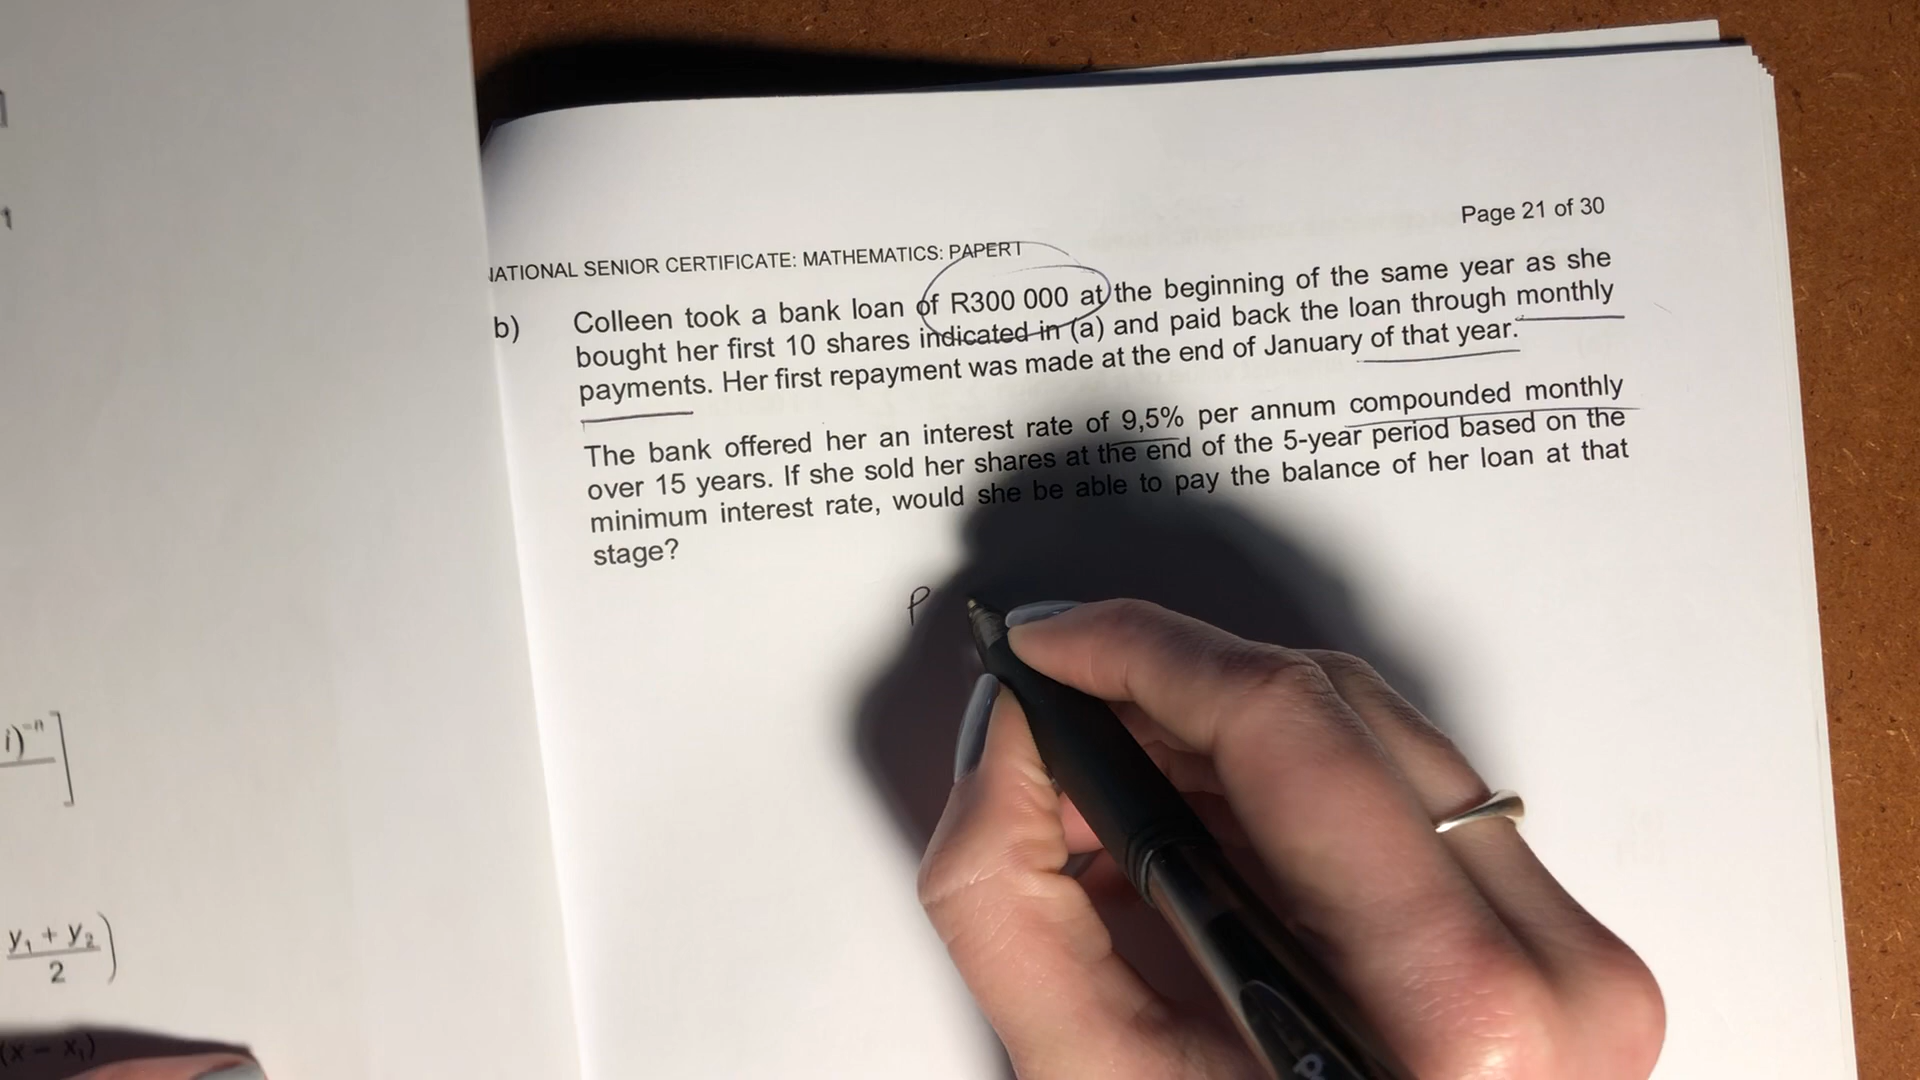 Page 21 of 30
NATIONAL SENIOR CERTIFICATE: MATHEMATICS: PAPER I
b) Colleen took a bank loan of R300 000 at the beginning of the same year as she
bought her first 10 shares indicated in (a) and paid back the loan through monthly
payments. Her first repayment was made at the end of January of that year.
The bank offered her an interest rate of 9,5% per annum compounded monthly
over 15 years. If she sold her shares at the end of the 5-year period based on the
minimum interest rate, would she be able to pay the balance of her loan at that
stage?
P
1
i)⁻ⁿ]
y₁ + y₂)
2
(x – x₁)